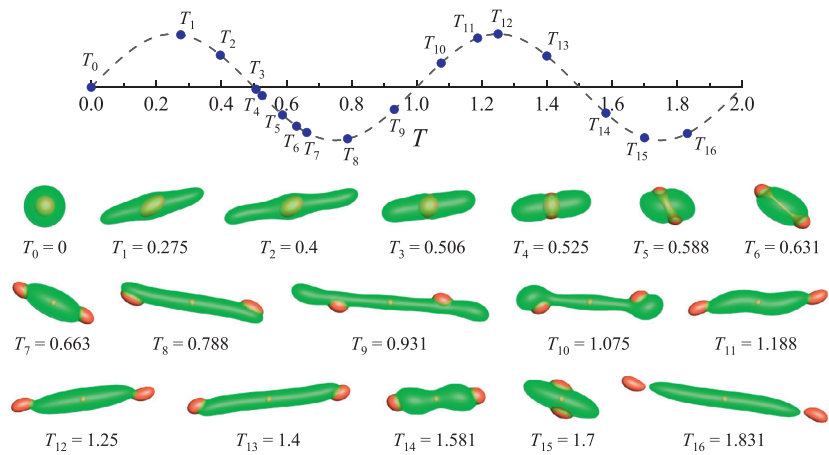 T₀ T₁ T₂ T₃ T₄ T₅ T₆ T₇ T₈ T₉ T₁₀ T₁₁ T₁₂ T₁₃ T₁₄ T₁₅ T₁₆
0.0 0.2 0.4 0.6 0.8 1.0 1.2 1.4 1.6 1.8 2.0
T
T₀ = 0 T₁ = 0.275 T₂ = 0.4 T₃ = 0.506 T₄ = 0.525 T₅ = 0.588 T₆ = 0.631
T₇ = 0.663 T₈ = 0.788 T₉ = 0.931 T₁₀ = 1.075 T₁₁ = 1.188
T₁₂ = 1.25 T₁₃ = 1.4 T₁₄ = 1.581 T₁₅ = 1.7 T₁₆ = 1.831